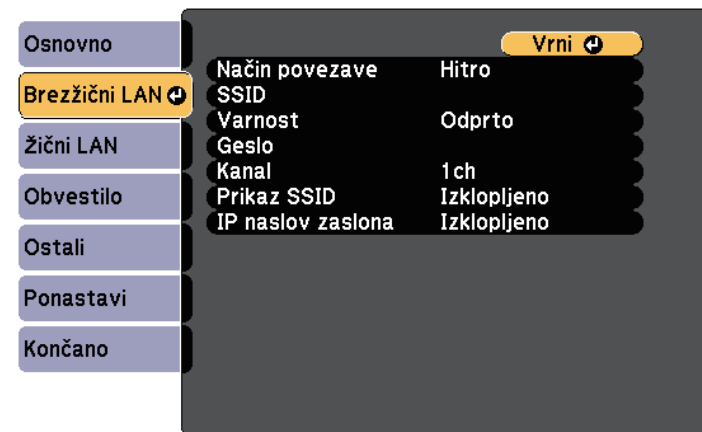 Osnovno
Brezžični LAN
Žični LAN
Obvestilo
Ostali
Ponastavi
Končano
Vrni
Način povezave Hitro
SSID
Varnost Odprto
Geslo
Kanal 1ch
Prikaz SSID Izklopljeno
IP naslov zaslona Izklopljeno